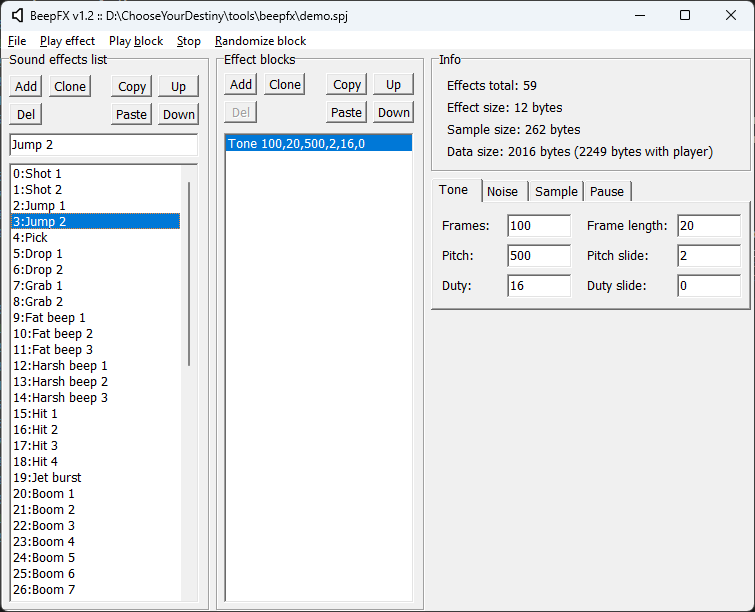 BeepFX v1.2 :: D:\ChooseYourDestiny\tools\beepfx\demo.spj
File Play effect Play block Stop Randomize block
Sound effects list
Add Clone Copy Up
Del Paste Down
Jump 2
0:Shot 1
1:Shot 2
2:Jump 1
3:Jump 2
4:Pick
5:Drop 1
6:Drop 2
7:Grab 1
8:Grab 2
9:Fat beep 1
10:Fat beep 2
11:Fat beep 3
12:Harsh beep 1
13:Harsh beep 2
14:Harsh beep 3
15:Hit 1
16:Hit 2
17:Hit 3
18:Hit 4
19:Jet burst
20:Boom 1
21:Boom 2
22:Boom 3
23:Boom 4
24:Boom 5
25:Boom 6
26:Boom 7
Effect blocks
Add Clone Copy Up
Del Paste Down
Tone 100,20,500,2,16,0
Info
Effects total: 59
Effect size: 12 bytes
Sample size: 262 bytes
Data size: 2016 bytes (2249 bytes with player)
Tone Noise Sample Pause
Frames: 100 Frame length: 20
Pitch: 500 Pitch slide: 2
Duty: 16 Duty slide: 0